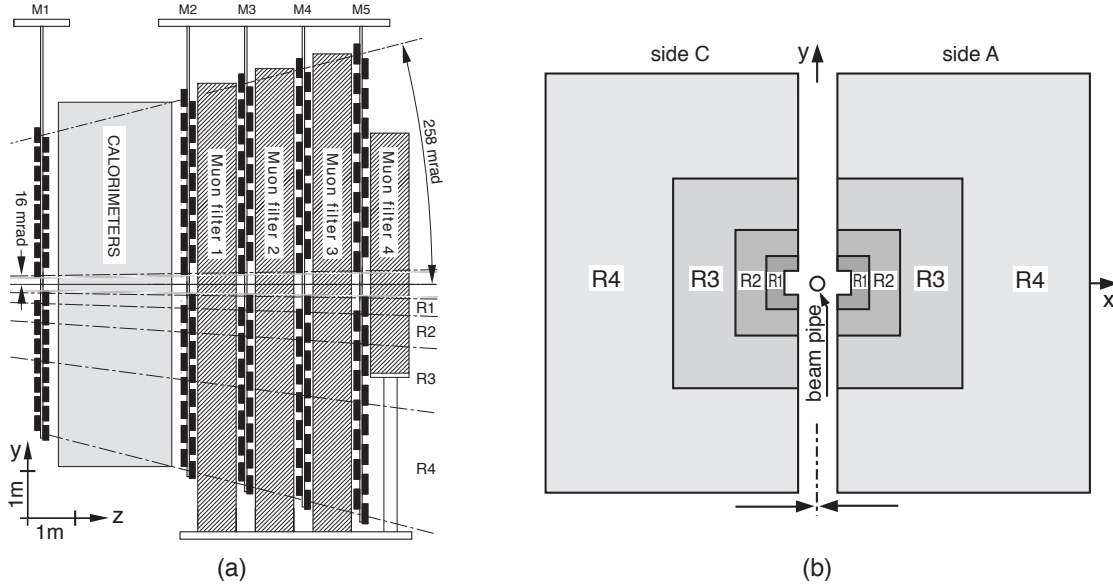 M1
M2
M3
M4
M5
CALORIMETERS
Muon filter 1
Muon filter 2
Muon filter 3
Muon filter 4
258 mrad
16 mrad
R1
R2
R3
R4
y
1m
1m
z
(a)
side C
y
side A
R4
R3
R2
R1
R1
R2
R3
R4
x
beam pipe
(b)